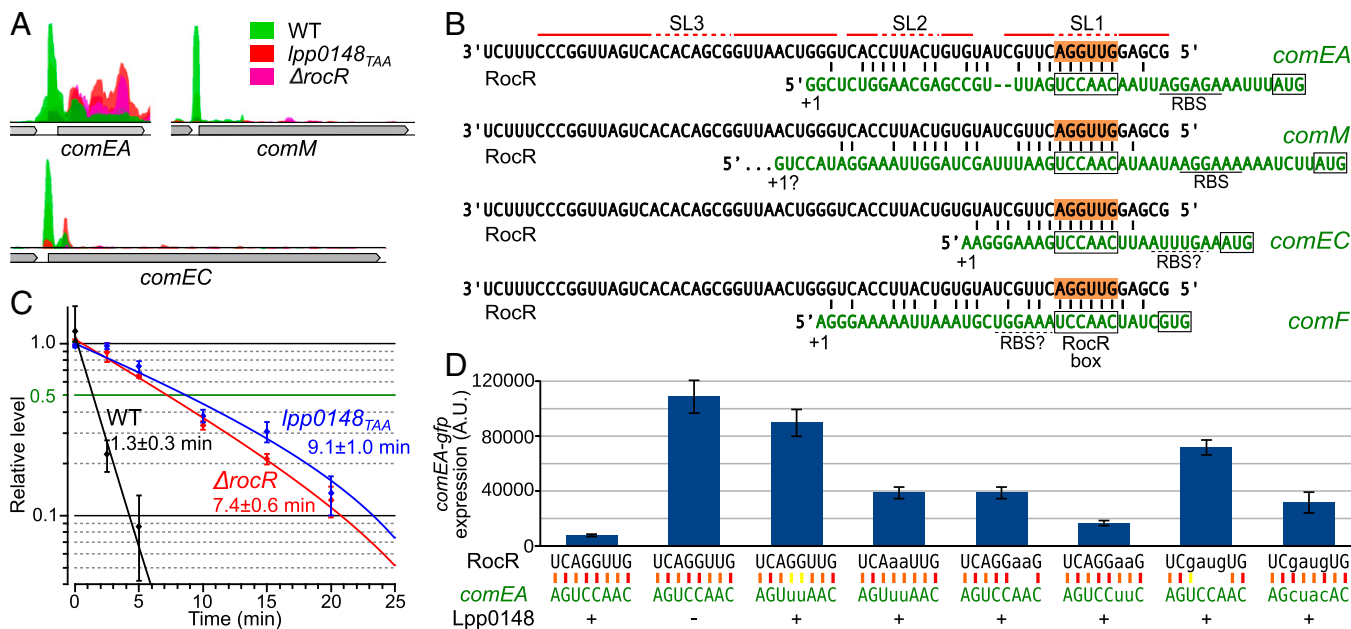 A
WT
lpp0148TAA
ΔrocR
comEA
comM
comEC
B
SL3 SL2 SL1
3'UCUUUCCCGGUUAGUCACACAGCGGUUAACUGGGUCACCUUACUGUGUAUCGUUCAGGUUGGAGCG 5'
comEA
RocR
5'GGCUCUGGAACGAGCCGU--UUAGUCCAACAAUUAGGAGAAAUUUAUG
+1
RBS
3'UCUUUCCCGGUUAGUCACACAGCGGUUAACUGGGUCACCUUACUGUGUAUCGUUCAGGUUGGAGCG 5'
comM
RocR
5'...GUCCAUAGGAAAUUGGAUCGAUUUAAGUCCAACAUAAUAAGGAAAAAUCUUAUG
+1?
RBS
3'UCUUUCCCGGUUAGUCACACAGCGGUUAACUGGGUCACCUUACUGUGUAUCGUUCAGGUUGGAGCG 5'
RocR
5'AAGGGAAAGUCCAACUUAAUUUGAAAUG
comEC
+1
RBS?
3'UCUUUCCCGGUUAGUCACACAGCGGUUAACUGGGUCACCUUACUGUGUAUCGUUCAGGUUGGAGCG 5'
RocR
5'AGGGAAAAAUUAAAUGCUGGAAAUCCAACUAUCGUG
comF
+1
RBS?
RocR
box
C
Relative level
1.0
0.5
0.1
WT
1.3±0.3 min
lpp0148TAA
9.1±1.0 min
ΔrocR
7.4±0.6 min
0 5 10 15 20 25
Time (min)
D
comEA-gfp
expression (A.U.)
120000
80000
40000
0
RocR UCAGGUUG UCAGGUUG UCAGGUUG UCAaaUUG UCAGGaaG UCAGGaaG UCgaugUG UCgaugUG
comEA AGUCCAAC AGUCCAAC AGUuuAAC AGUuuAAC AGUCCAAC AGUCCuuC AGUCCAAC AGcuacAC
Lpp0148 + - + + + + + +